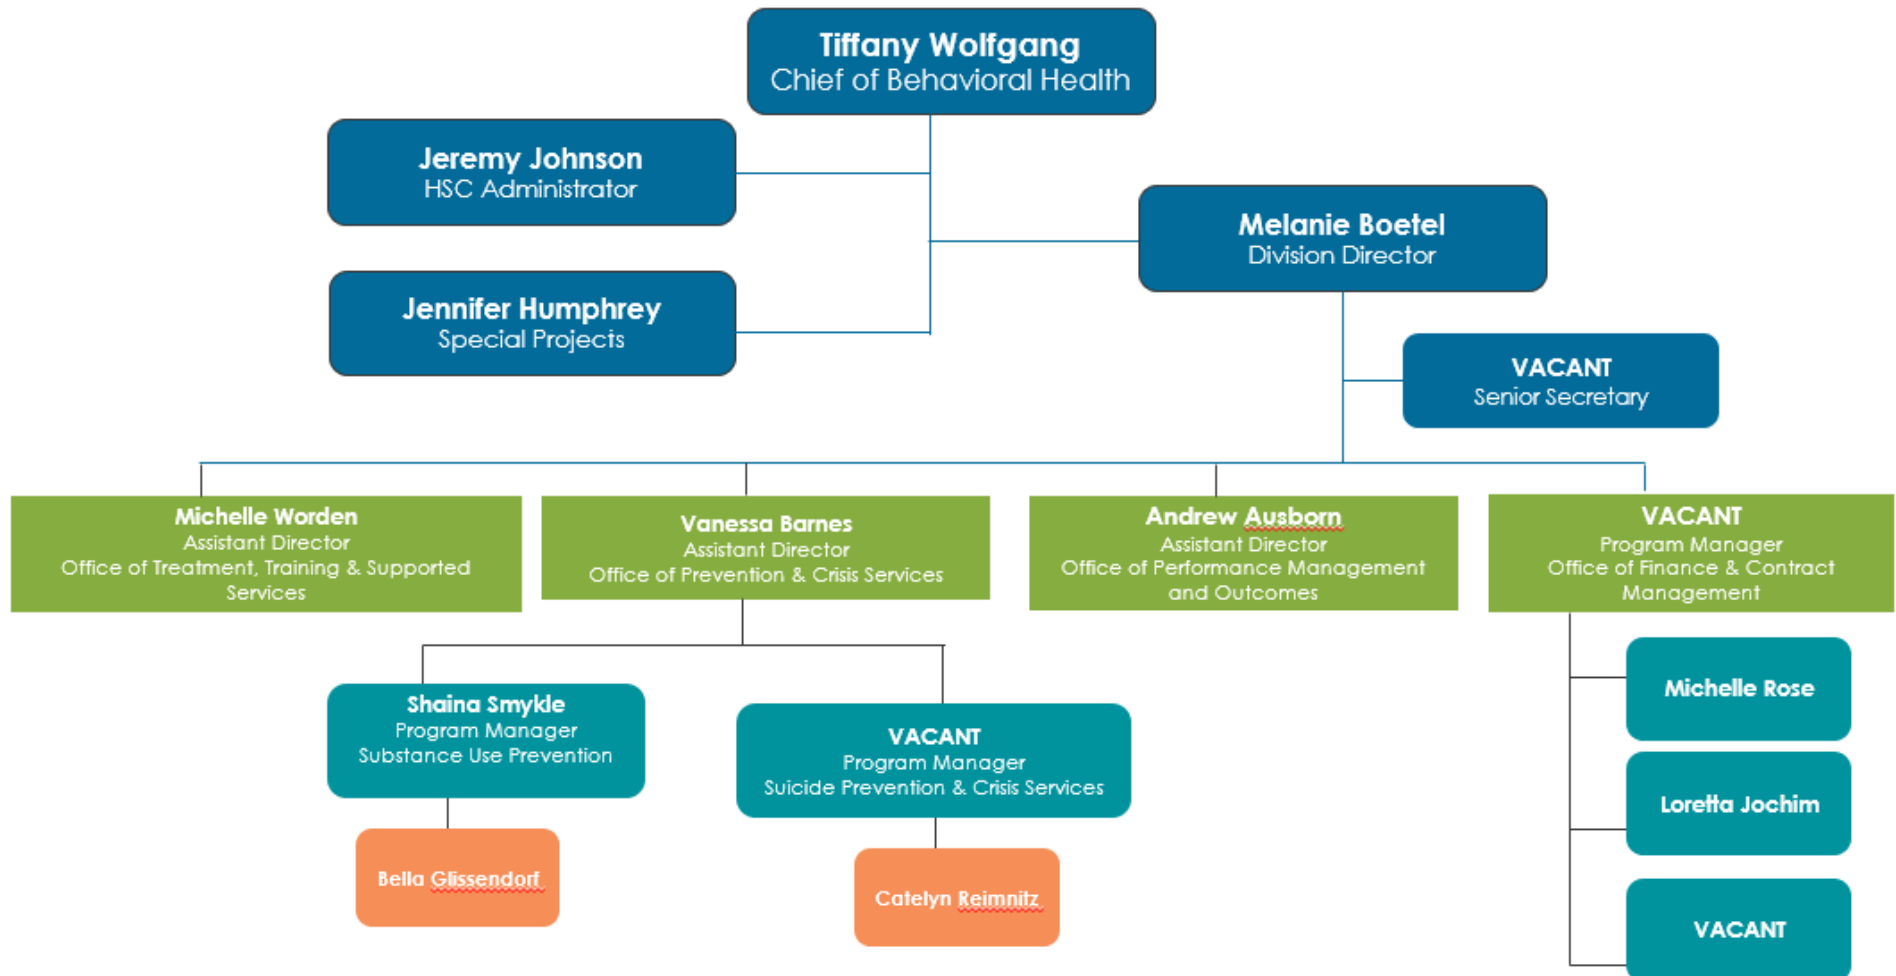 Tiffany Wolfgang
Chief of Behavioral Health
Jeremy Johnson
HSC Administrator
Melanie Boetel
Division Director
Jennifer Humphrey
Special Projects
VACANT
Senior Secretary
Michelle Worden
Assistant Director
Office of Treatment, Training & Supported
Services
Vanessa Barnes
Assistant Director
Office of Prevention & Crisis Services
Andrew Ausborn
Assistant Director
Office of Performance Management
and Outcomes
VACANT
Program Manager
Office of Finance & Contract
Management
Shaina Smykle
Program Manager
Substance Use Prevention
VACANT
Program Manager
Suicide Prevention & Crisis Services
Michelle Rose
Loretta Jochim
VACANT
Bella Glissendorf
Catelyn Reimnitz